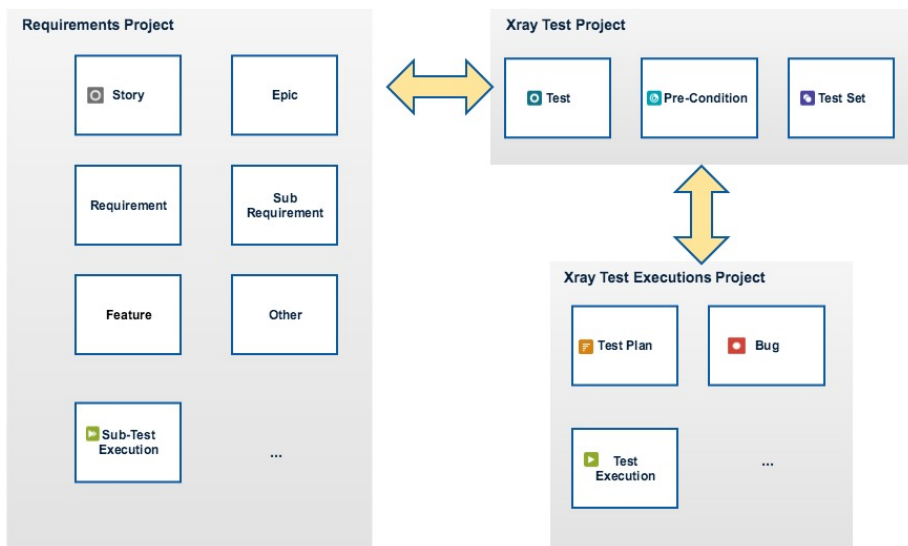 Requirements Project
Story
Epic
Requirement
Sub
Requirement
Feature
Other
Sub-Test
Execution
...
Xray Test Project
Test
Pre-Condition
Test Set
Xray Test Executions Project
Test Plan
Bug
Test
Execution
...